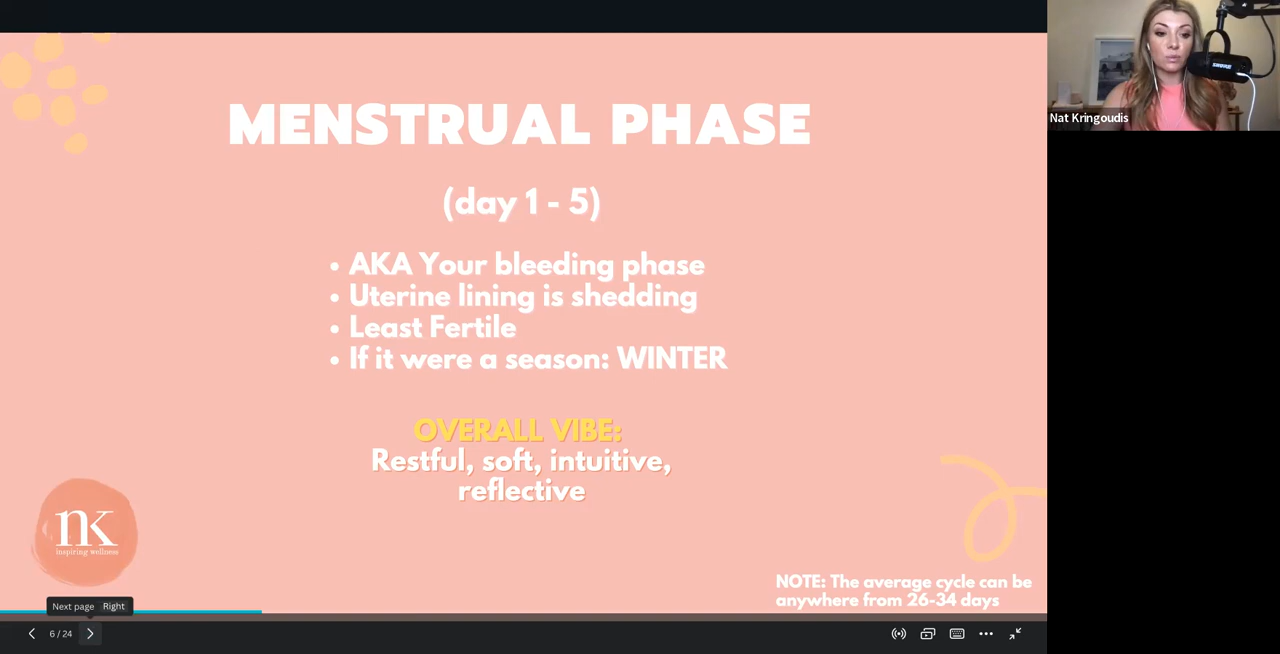 MENSTRUAL PHASE
(day 1 - 5)
• AKA Your bleeding phase
• Uterine lining is shedding
• Least Fertile
• If it were a season: WINTER
OVERALL VIBE:
Restful, soft, intuitive,
reflective
nk
inspiring wellness
NOTE: The average cycle can be
anywhere from 26-34 days
Next page Right
6 / 24
Nat Kringoudis
SHURE